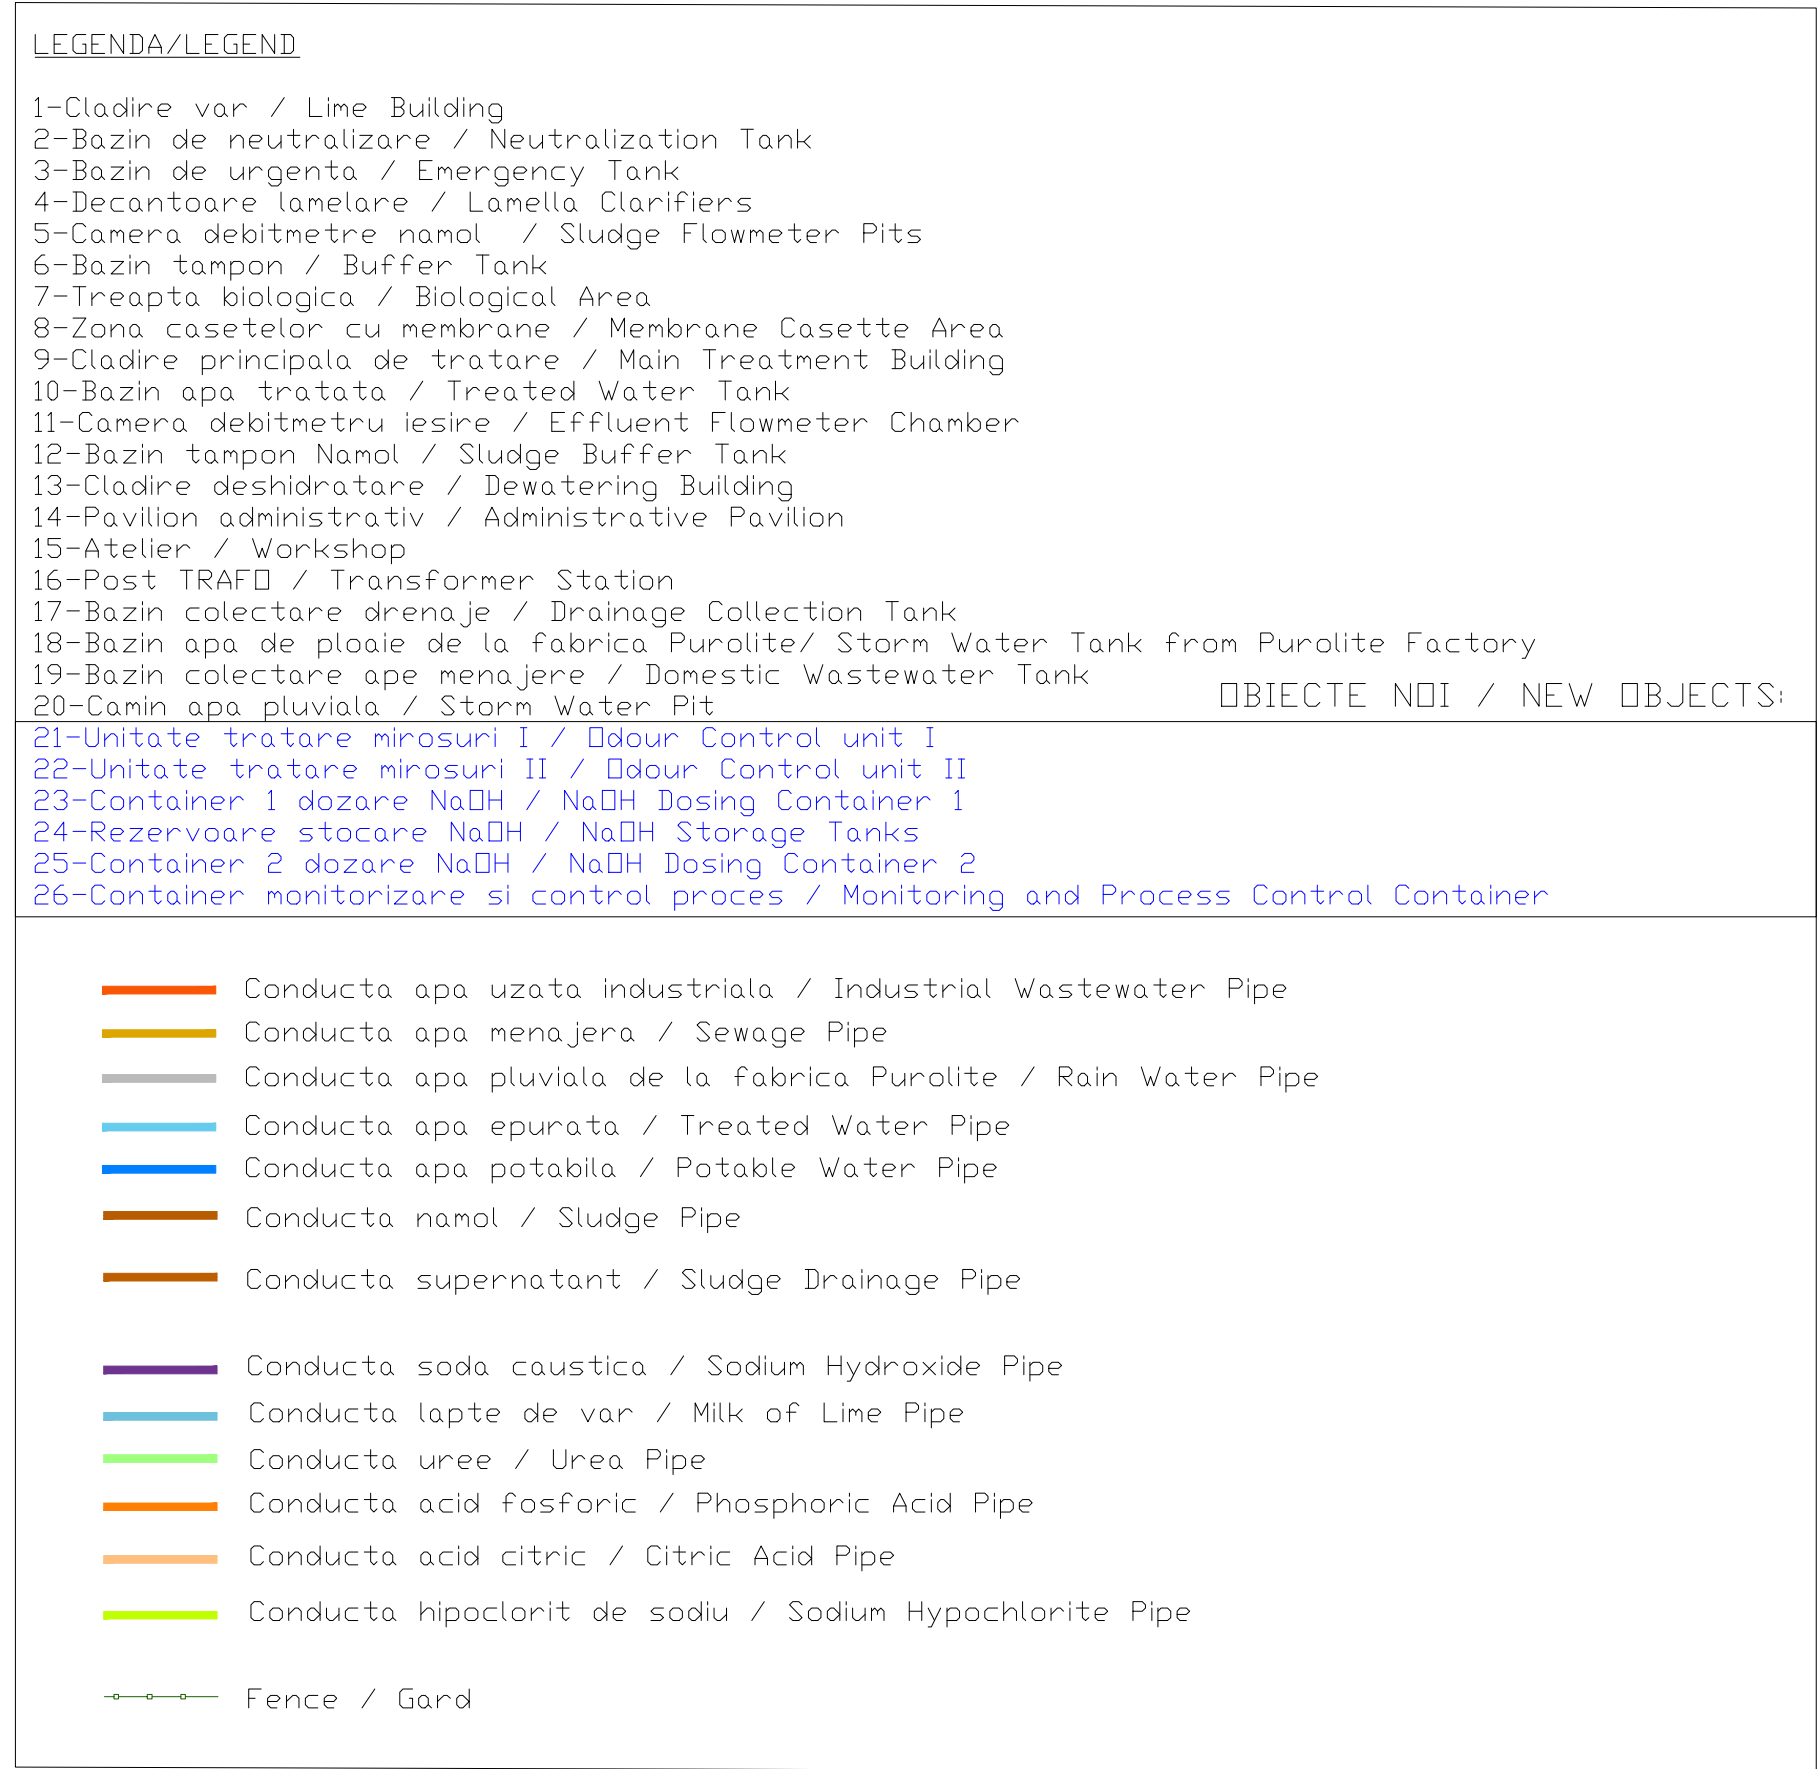 LEGENDA/LEGEND
1-Cladire var / Lime Building
2-Bazin de neutralizare / Neutralization Tank
3-Bazin de urgenta / Emergency Tank
4-Decantoare lamelare / Lamella Clarifiers
5-Camera debitmetre namol / Sludge Flowmeter Pits
6-Bazin tampon / Buffer Tank
7-Treapta biologica / Biological Area
8-Zona casetelor cu membrane / Membrane Casette Area
9-Cladire principala de tratare / Main Treatment Building
10-Bazin apa tratata / Treated Water Tank
11-Camera debitmetru iesire / Effluent Flowmeter Chamber
12-Bazin tampon Namol / Sludge Buffer Tank
13-Cladire deshidratare / Dewatering Building
14-Pavilion administrativ / Administrative Pavilion
15-Atelier / Workshop
16-Post TRAFO / Transformer Station
17-Bazin colectare drenaje / Drainage Collection Tank
18-Bazin apa de ploaie de la fabrica Purolite/ Storm Water Tank from Purolite Factory
19-Bazin colectare ape menajere / Domestic Wastewater Tank
20-Camin apa pluviala / Storm Water Pit
OBIECTE NOI / NEW OBJECTS:
21-Unitate tratare mirosuri I / Odour Control unit I
22-Unitate tratare mirosuri II / Odour Control unit II
23-Container 1 dozare NaOH / NaOH Dosing Container 1
24-Rezervoare stocare NaOH / NaOH Storage Tanks
25-Container 2 dozare NaOH / NaOH Dosing Container 2
26-Container monitorizare si control proces / Monitoring and Process Control Container
Conducta apa uzata industriala / Industrial Wastewater Pipe
Conducta apa menajera / Sewage Pipe
Conducta apa pluviala de la fabrica Purolite / Rain Water Pipe
Conducta apa epurata / Treated Water Pipe
Conducta apa potabila / Potable Water Pipe
Conducta namol / Sludge Pipe
Conducta supernatant / Sludge Drainage Pipe
Conducta soda caustica / Sodium Hydroxide Pipe
Conducta lapte de var / Milk of Lime Pipe
Conducta uree / Urea Pipe
Conducta acid fosforic / Phosphoric Acid Pipe
Conducta acid citric / Citric Acid Pipe
Conducta hipoclorit de sodiu / Sodium Hypochlorite Pipe
Fence / Gard